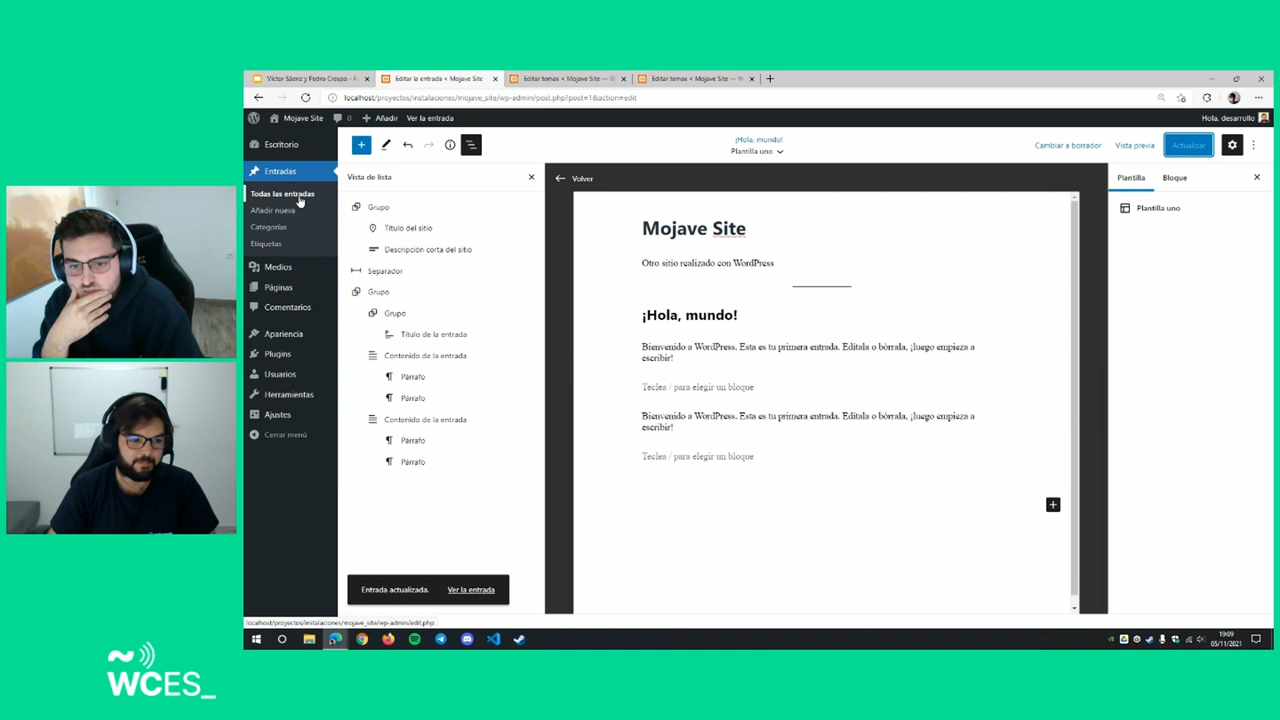 Víctor Sáenz y Pedro Crespo - F
Editar la entrada < Mojave Site
Editar temas < Mojave Site — W
Editar temas < Mojave Site — W
localhost/proyectos/instalaciones/mojave_site/wp-admin/post.php?post=1&action=edit
Mojave Site
0
Añadir
Ver la entrada
Hola, desarrollo
Escritorio
Entradas
Todas las entradas
Añadir nueva
Categorías
Etiquetas
Medios
Páginas
Comentarios
Apariencia
Plugins
Usuarios
Herramientas
Ajustes
Cerrar menú
¡Hola, mundo!
Plantilla uno
Cambiar a borrador
Vista previa
Actualizar
Vista de lista
Grupo
Título del sitio
Descripción corta del sitio
Separador
Grupo
Grupo
Título de la entrada
Contenido de la entrada
Párrafo
Párrafo
Contenido de la entrada
Párrafo
Párrafo
Entrada actualizada.
Ver la entrada
Volver
Mojave Site
Otro sitio realizado con WordPress
¡Hola, mundo!
Bienvenido a WordPress. Esta es tu primera entrada. Edítala o bórrala, ¡luego empieza a
escribir!
Teclea / para elegir un bloque
Bienvenido a WordPress. Esta es tu primera entrada. Edítala o bórrala, ¡luego empieza a
escribir!
Teclea / para elegir un bloque
Plantilla
Bloque
Plantilla uno
localhost/proyectos/instalaciones/mojave_site/wp-admin/edit.php
19:09
05/11/2021
WCES_